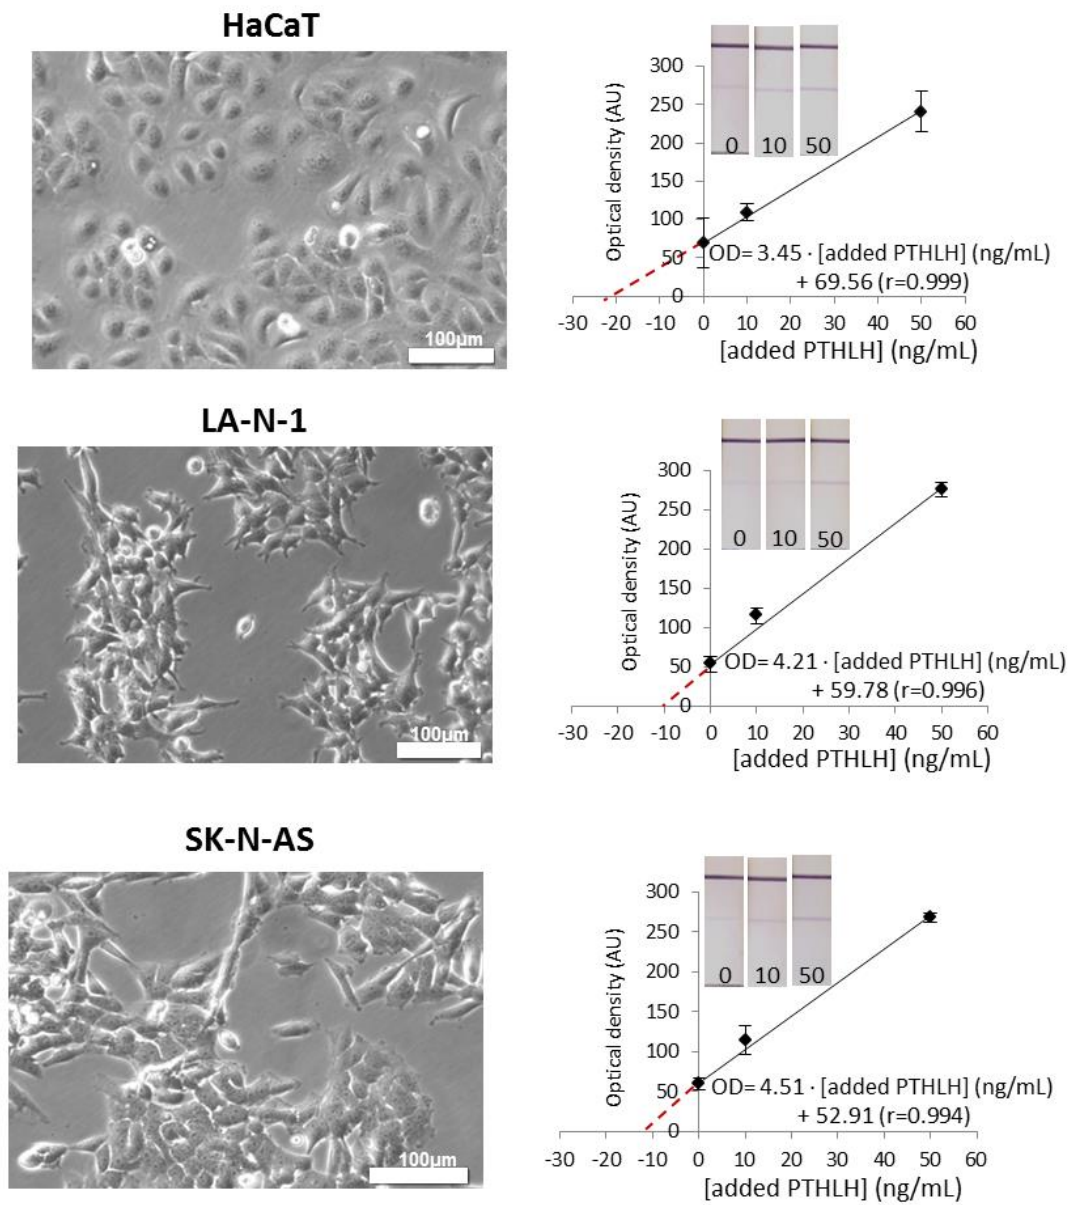 HaCaT
100µm
300
250
200
150
100
50
0
Optical density (AU)
0 10 50
OD= 3.45 · [added PTHLH] (ng/mL)
+ 69.56 (r=0.999)
-30 -20 -10 0 10 20 30 40 50 60
[added PTHLH] (ng/mL)
LA-N-1
100µm
300
250
200
150
100
50
0
Optical density (AU)
0 10 50
OD= 4.21 · [added PTHLH] (ng/mL)
+ 59.78 (r=0.996)
-30 -20 -10 0 10 20 30 40 50 60
[added PTHLH] (ng/mL)
SK-N-AS
100µm
300
250
200
150
100
50
0
Optical density (AU)
0 10 50
OD= 4.51 · [added PTHLH] (ng/mL)
+ 52.91 (r=0.994)
-30 -20 -10 0 10 20 30 40 50 60
[added PTHLH] (ng/mL)